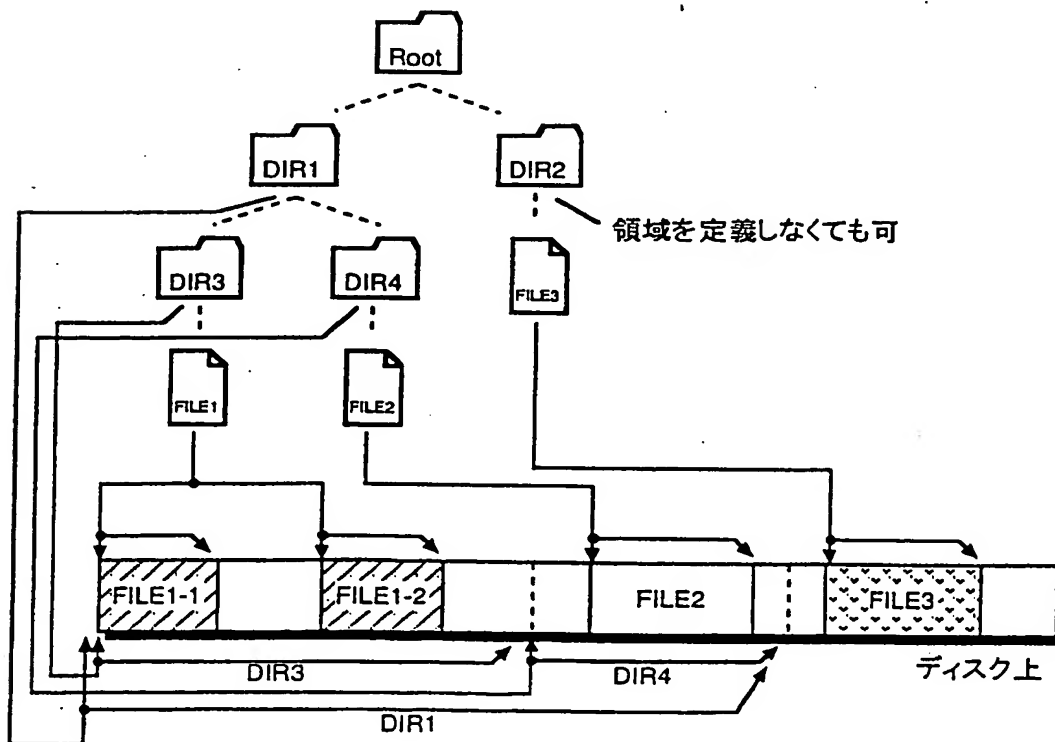 Root
DIR1
DIR2
領域を定義しなくても可
DIR3
DIR4
FILE3
FILE1
FILE2
FILE1-1
FILE1-2
FILE2
FILE3
DIR3
DIR4
ディスク上
DIR1